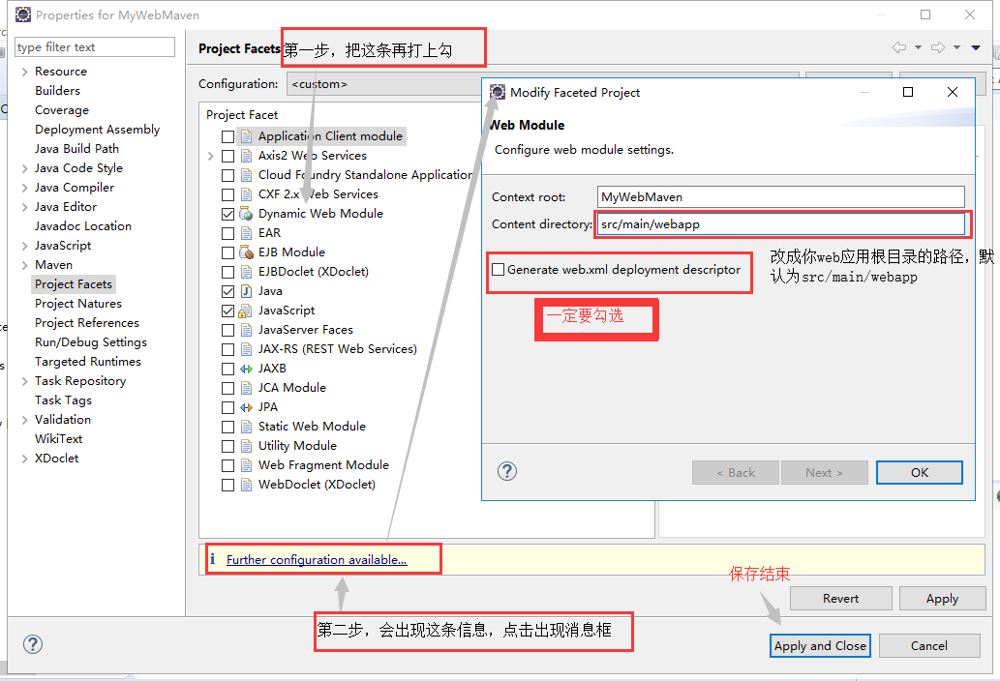 Properties for MyWebMaven
type filter text
Resource
Builders
Coverage
Deployment Assembly
Java Build Path
Java Code Style
Java Compiler
Java Editor
Javadoc Location
JavaScript
Maven
Project Facets
Project Natures
Project References
Run/Debug Settings
Targeted Runtimes
Task Repository
Task Tags
Validation
WikiText
XDoclet
Project Facets
第一步，把这条再打上勾
Configuration:
<custom>
Project Facet
Application Client module
Axis2 Web Services
Cloud Foundry Standalone Application
CXF 2.x Web Services
Dynamic Web Module
EAR
EJB Module
EJBDoclet (XDoclet)
Java
JavaScript
JavaServer Faces
JAX-RS (REST Web Services)
JAXB
JCA Module
JPA
Static Web Module
Utility Module
Web Fragment Module
WebDoclet (XDoclet)
Modify Faceted Project
Web Module
Configure web module settings.
Context root:
MyWebMaven
Content directory:
src/main/webapp
Generate web.xml deployment descriptor
改成你web应用根目录的路径，默
认为src/main/webapp
一定要勾选
< Back
Next >
OK
Further configuration available...
保存结束
Revert
Apply
第二步，会出现这条信息，点击出现消息框
Apply and Close
Cancel